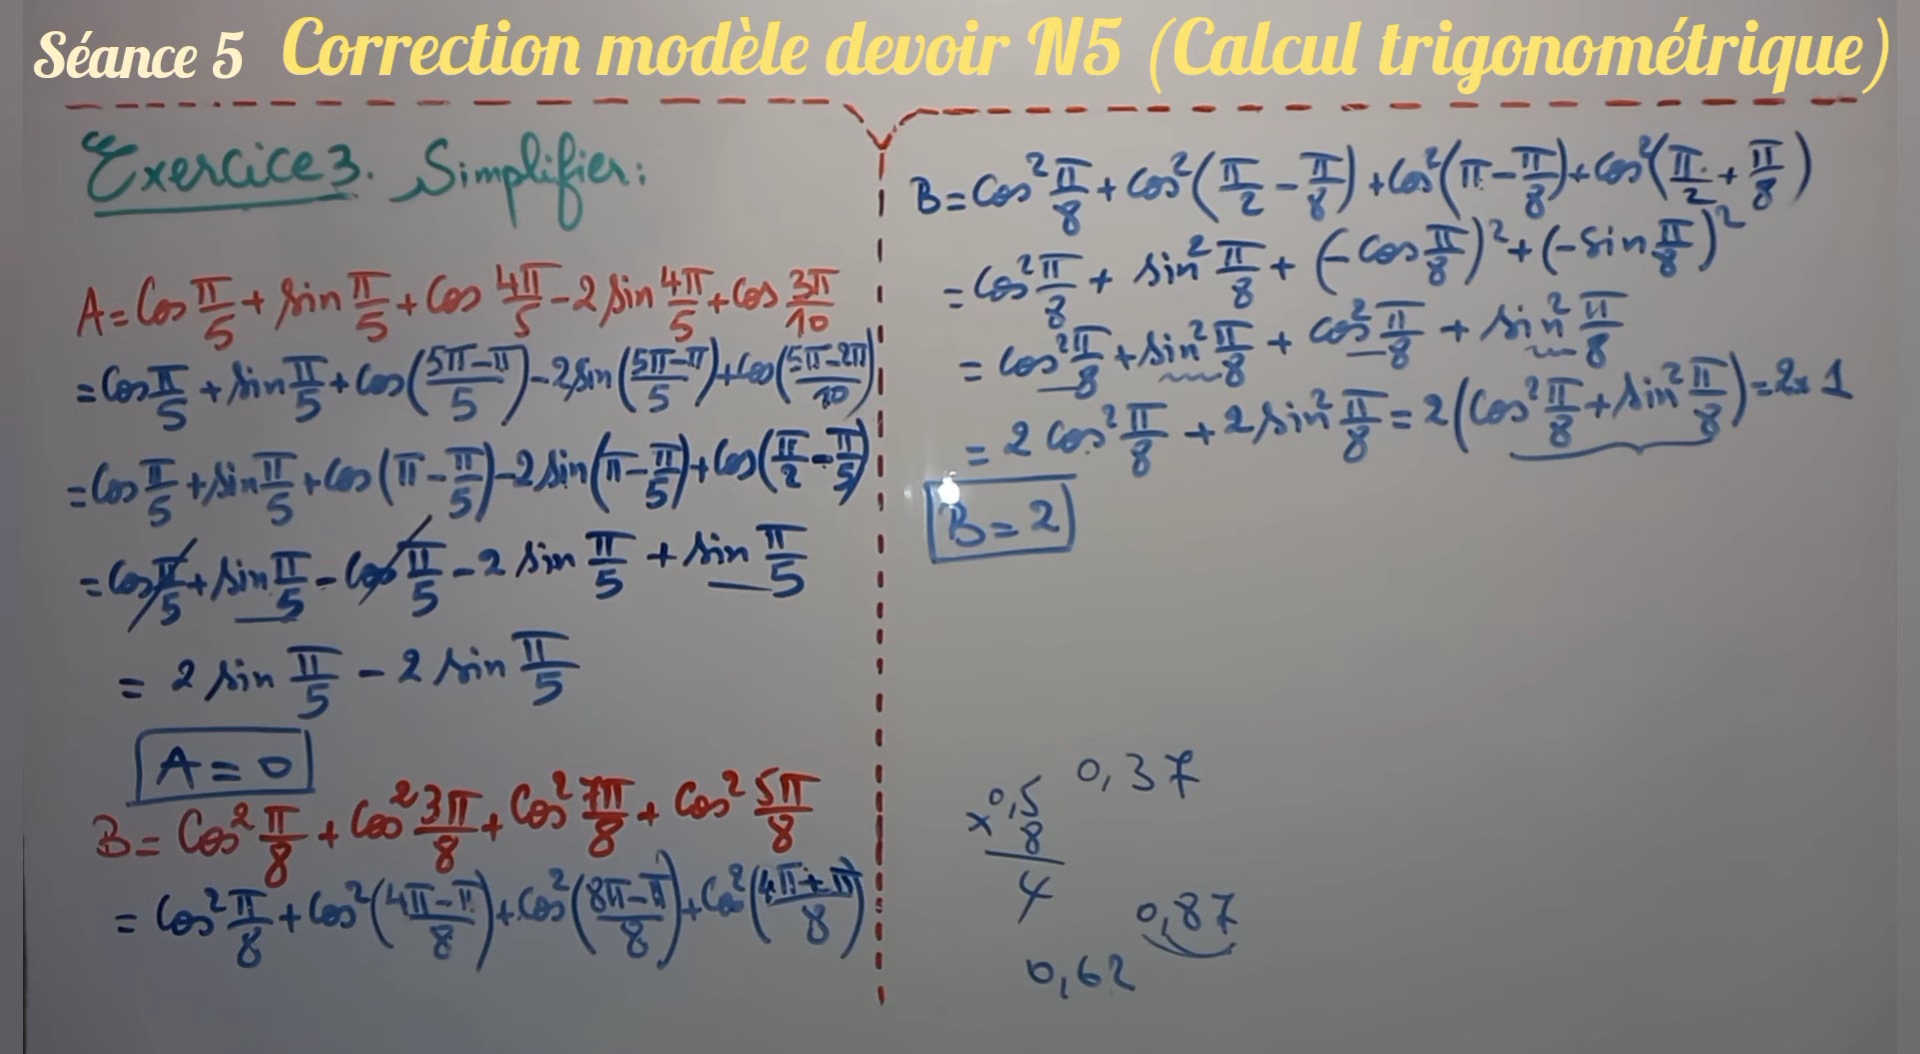 Séance 5 Correction modèle devoir N5 (Calcul trigonométrique)
Exercice 3. Simplifier:
A = cos π/5 + sin π/5 + cos 4π/5 - 2 sin 4π/5 + cos 3π/10
= cos π/5 + sin π/5 + cos((5π-π)/5) - 2 sin((5π-π)/5) + cos((5π-2π)/10)
= cos π/5 + sin π/5 + cos(π - π/5) - 2 sin(π - π/5) + cos(π/2 - π/5)
= cos π/5 + sin π/5 - cos π/5 - 2 sin π/5 + sin π/5
= 2 sin π/5 - 2 sin π/5
A = 0
B = cos² π/8 + cos² 3π/8 + cos² 7π/8 + cos² 5π/8
= cos² π/8 + cos²((4π-π)/8) + cos²((8π-π)/8) + cos²((4π+π)/8)
B = cos² π/8 + cos²(π/2 - π/8) + cos²(π - π/8) + cos²(π/2 + π/8)
= cos² π/8 + sin² π/8 + (-cos π/8)² + (-sin π/8)²
= cos² π/8 + sin² π/8 + cos² π/8 + sin² π/8
= 2 cos² π/8 + 2 sin² π/8 = 2(cos² π/8 + sin² π/8) = 2×1
B = 2
0,37
0,5
× 8
4
0,87
0,62